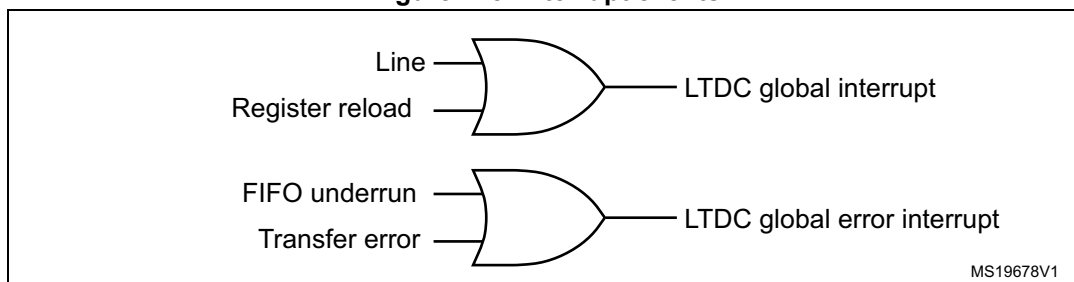 Line
Register reload
LTDC global interrupt
FIFO underrun
Transfer error
LTDC global error interrupt
MS19678V1